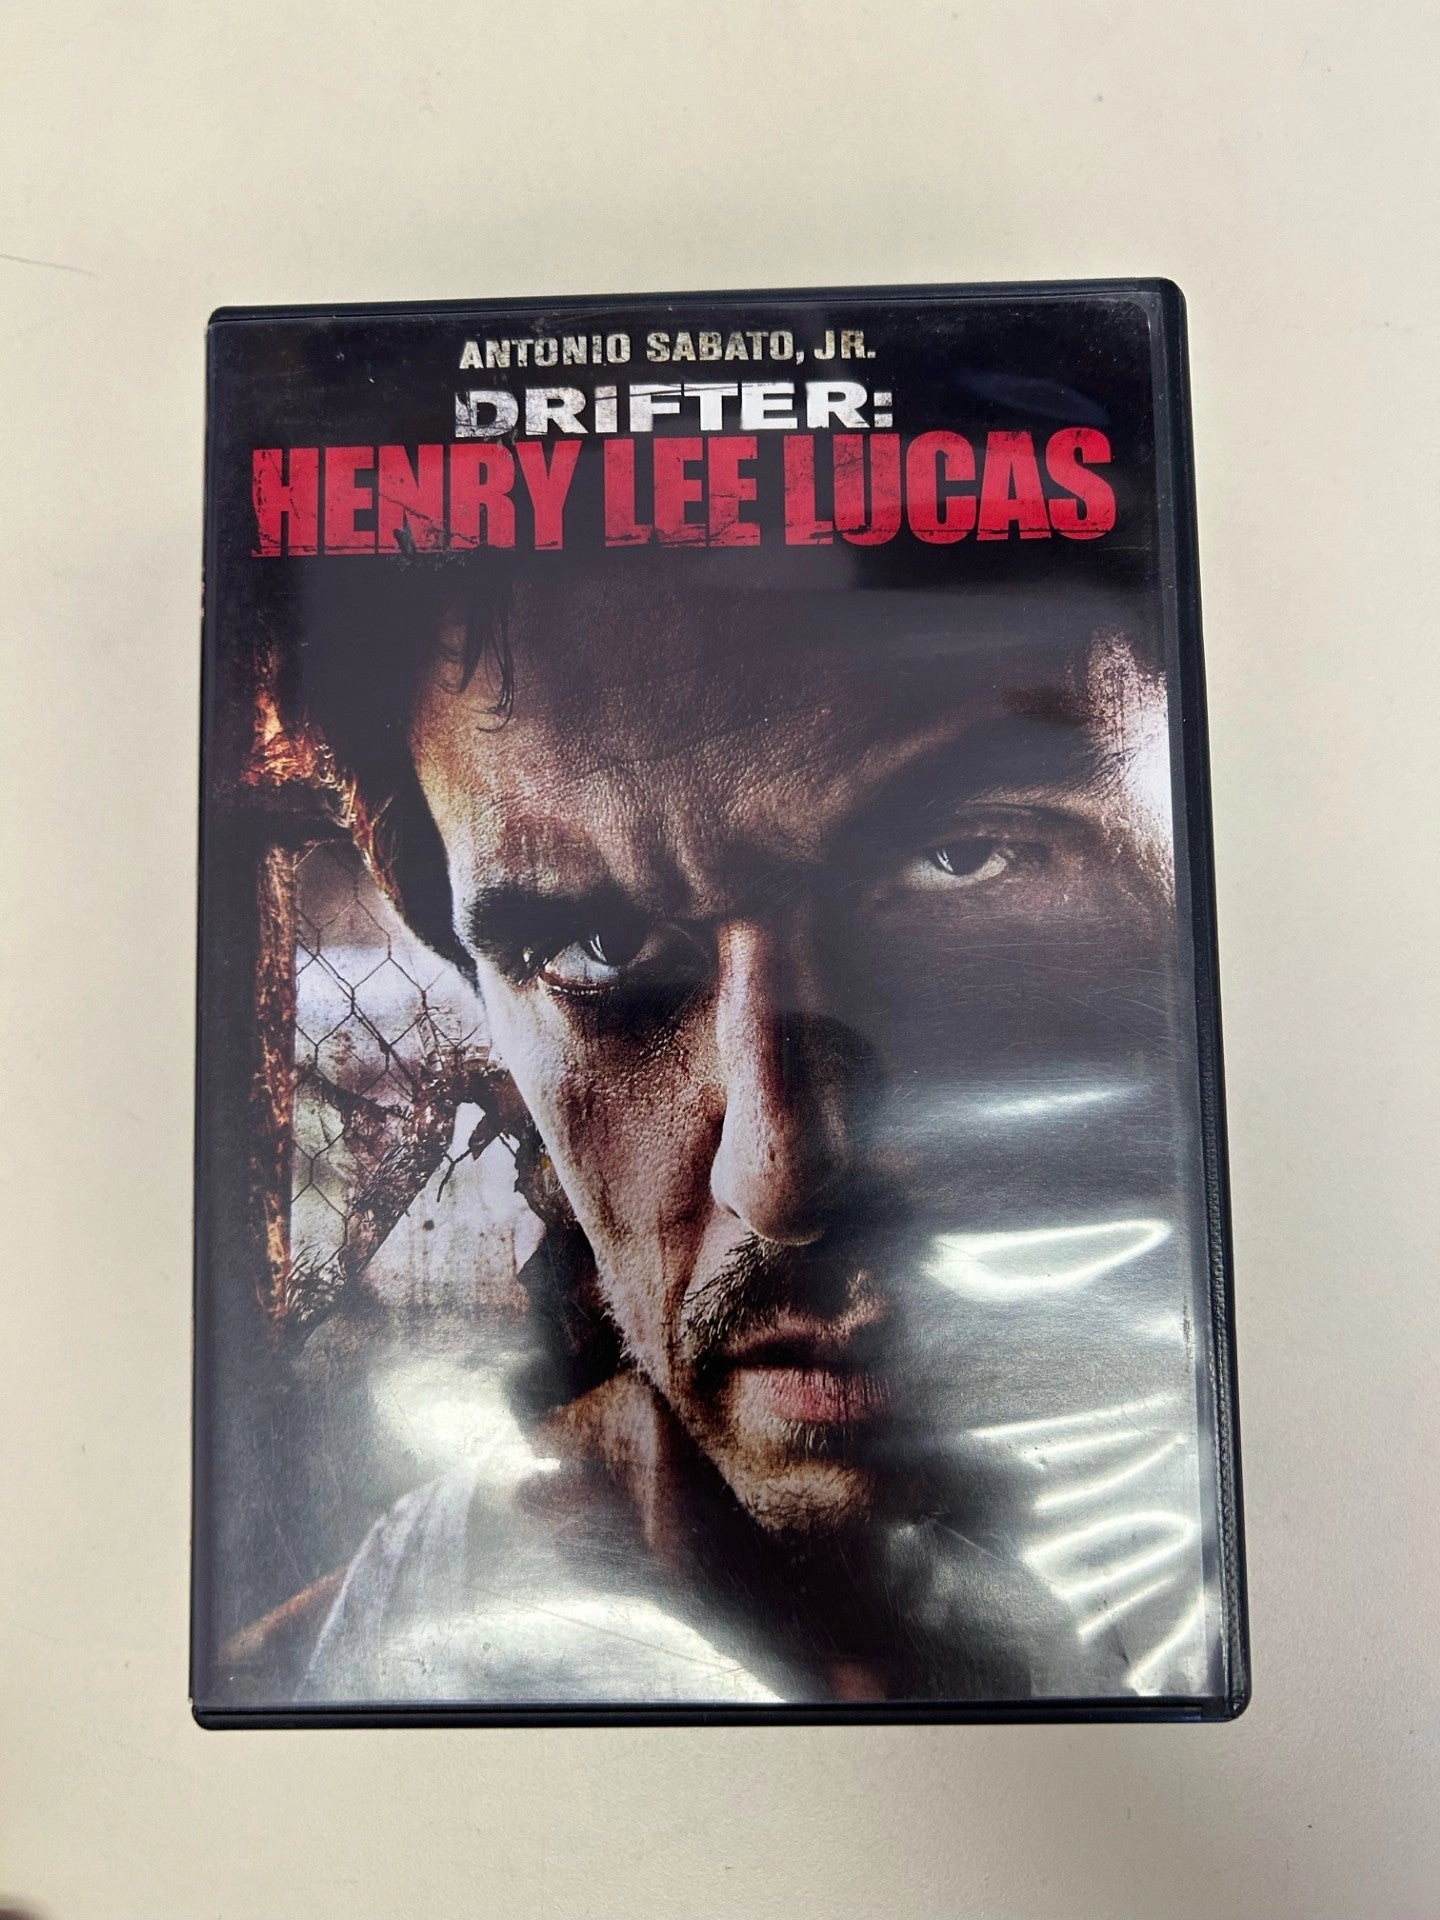 ANTONIO SABATO, JR.
DRIFTER:
HENRY LEE LUCAS